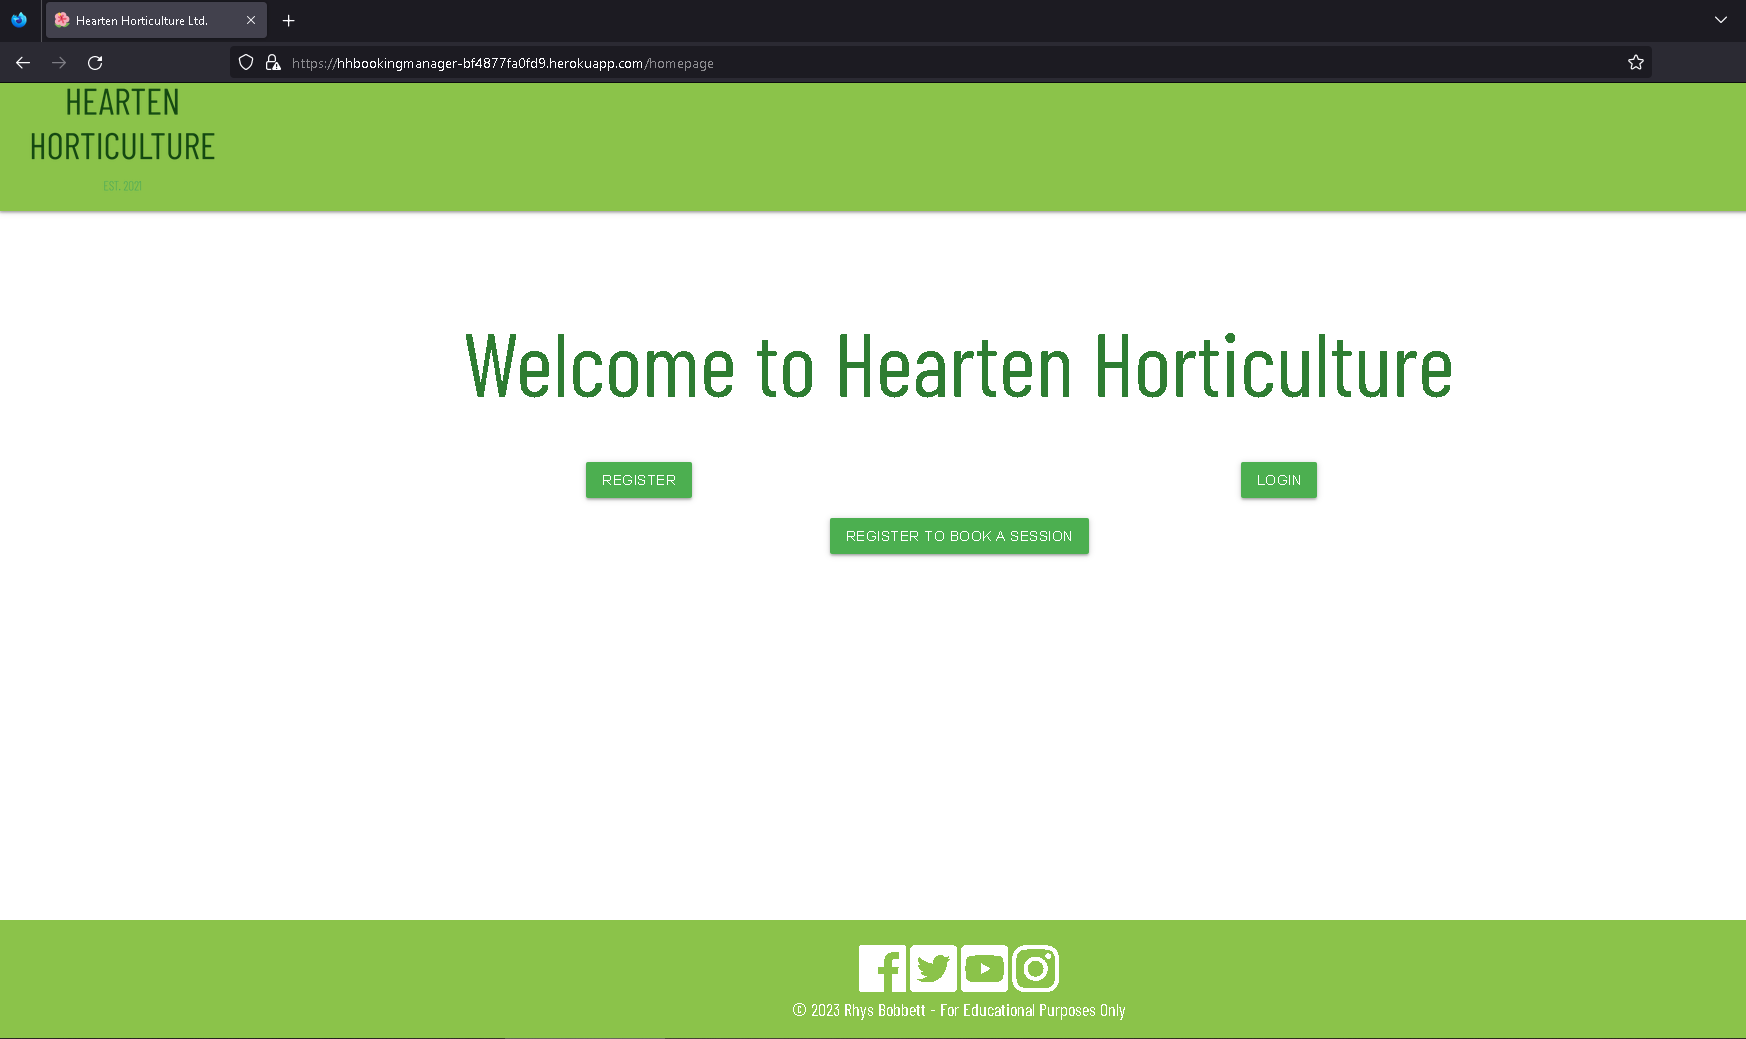 Hearten Horticulture Ltd.
https://hhbookingmanager-bf4877fa0fd9.herokuapp.com/homepage
HEARTEN
HORTICULTURE
EST. 2021
Welcome to Hearten Horticulture
REGISTER
LOGIN
REGISTER TO BOOK A SESSION
© 2023 Rhys Bobbett - For Educational Purposes Only